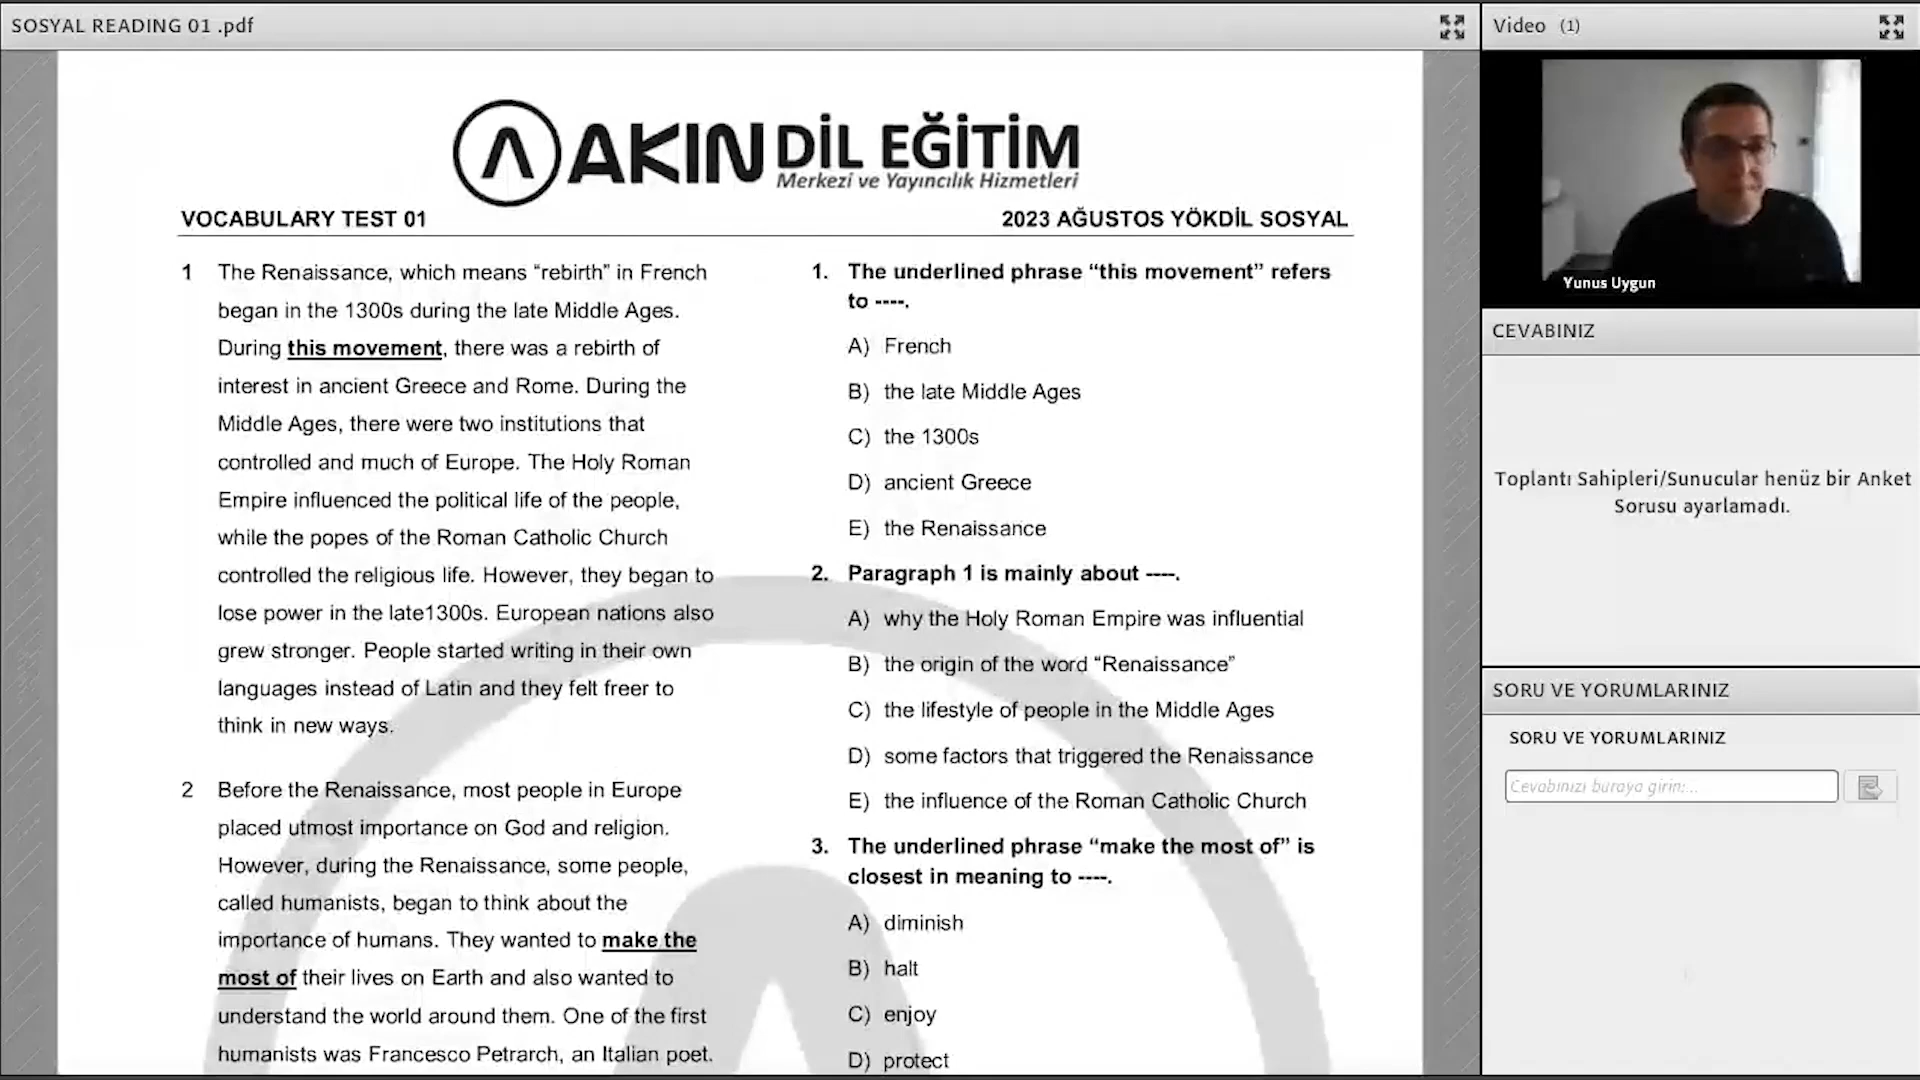 SOSYAL READING 01 .pdf
AKIN DİL EĞİTİM
Merkezi ve Yayıncılık Hizmetleri
VOCABULARY TEST 01
2023 AĞUSTOS YÖKDİL SOSYAL
1 The Renaissance, which means “rebirth” in French
began in the 1300s during the late Middle Ages.
During this movement, there was a rebirth of
interest in ancient Greece and Rome. During the
Middle Ages, there were two institutions that
controlled and much of Europe. The Holy Roman
Empire influenced the political life of the people,
while the popes of the Roman Catholic Church
controlled the religious life. However, they began to
lose power in the late1300s. European nations also
grew stronger. People started writing in their own
languages instead of Latin and they felt freer to
think in new ways.
2 Before the Renaissance, most people in Europe
placed utmost importance on God and religion.
However, during the Renaissance, some people,
called humanists, began to think about the
importance of humans. They wanted to make the
most of their lives on Earth and also wanted to
understand the world around them. One of the first
humanists was Francesco Petrarch, an Italian poet.
1. The underlined phrase “this movement” refers
to ----.
A) French
B) the late Middle Ages
C) the 1300s
D) ancient Greece
E) the Renaissance
2. Paragraph 1 is mainly about ----.
A) why the Holy Roman Empire was influential
B) the origin of the word “Renaissance”
C) the lifestyle of people in the Middle Ages
D) some factors that triggered the Renaissance
E) the influence of the Roman Catholic Church
3. The underlined phrase “make the most of” is
closest in meaning to ----.
A) diminish
B) halt
C) enjoy
D) protect
Video (1)
Yunus Uygun
CEVABINIZ
Toplantı Sahipleri/Sunucular henüz bir Anket
Sorusu ayarlamadı.
SORU VE YORUMLARINIZ
SORU VE YORUMLARINIZ
Cevabınızı buraya girin:...